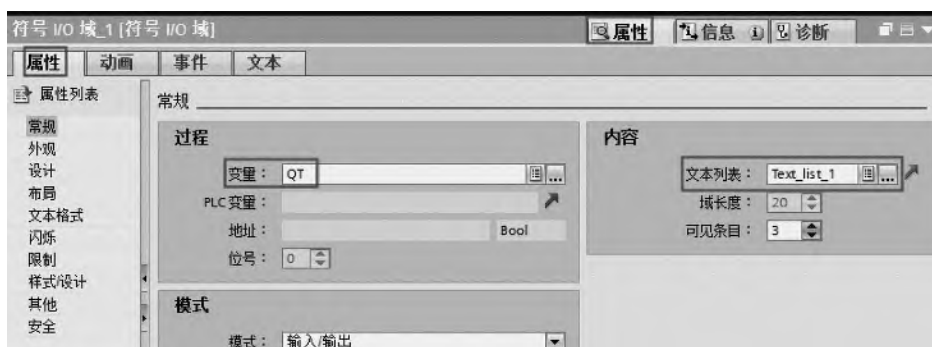 符号 I/O 域_1 [符号 I/O 域]
属性 信息 诊断
属性 动画 事件 文本
属性列表
常规
外观
设计
布局
文本格式
闪烁
限制
样式/设计
其他
安全
常规
过程
变量： QT
PLC 变量：
地址： Bool
位号： 0
模式
模式： 输入/输出
内容
文本列表： Text_list_1
域长度： 20
可见条目： 3